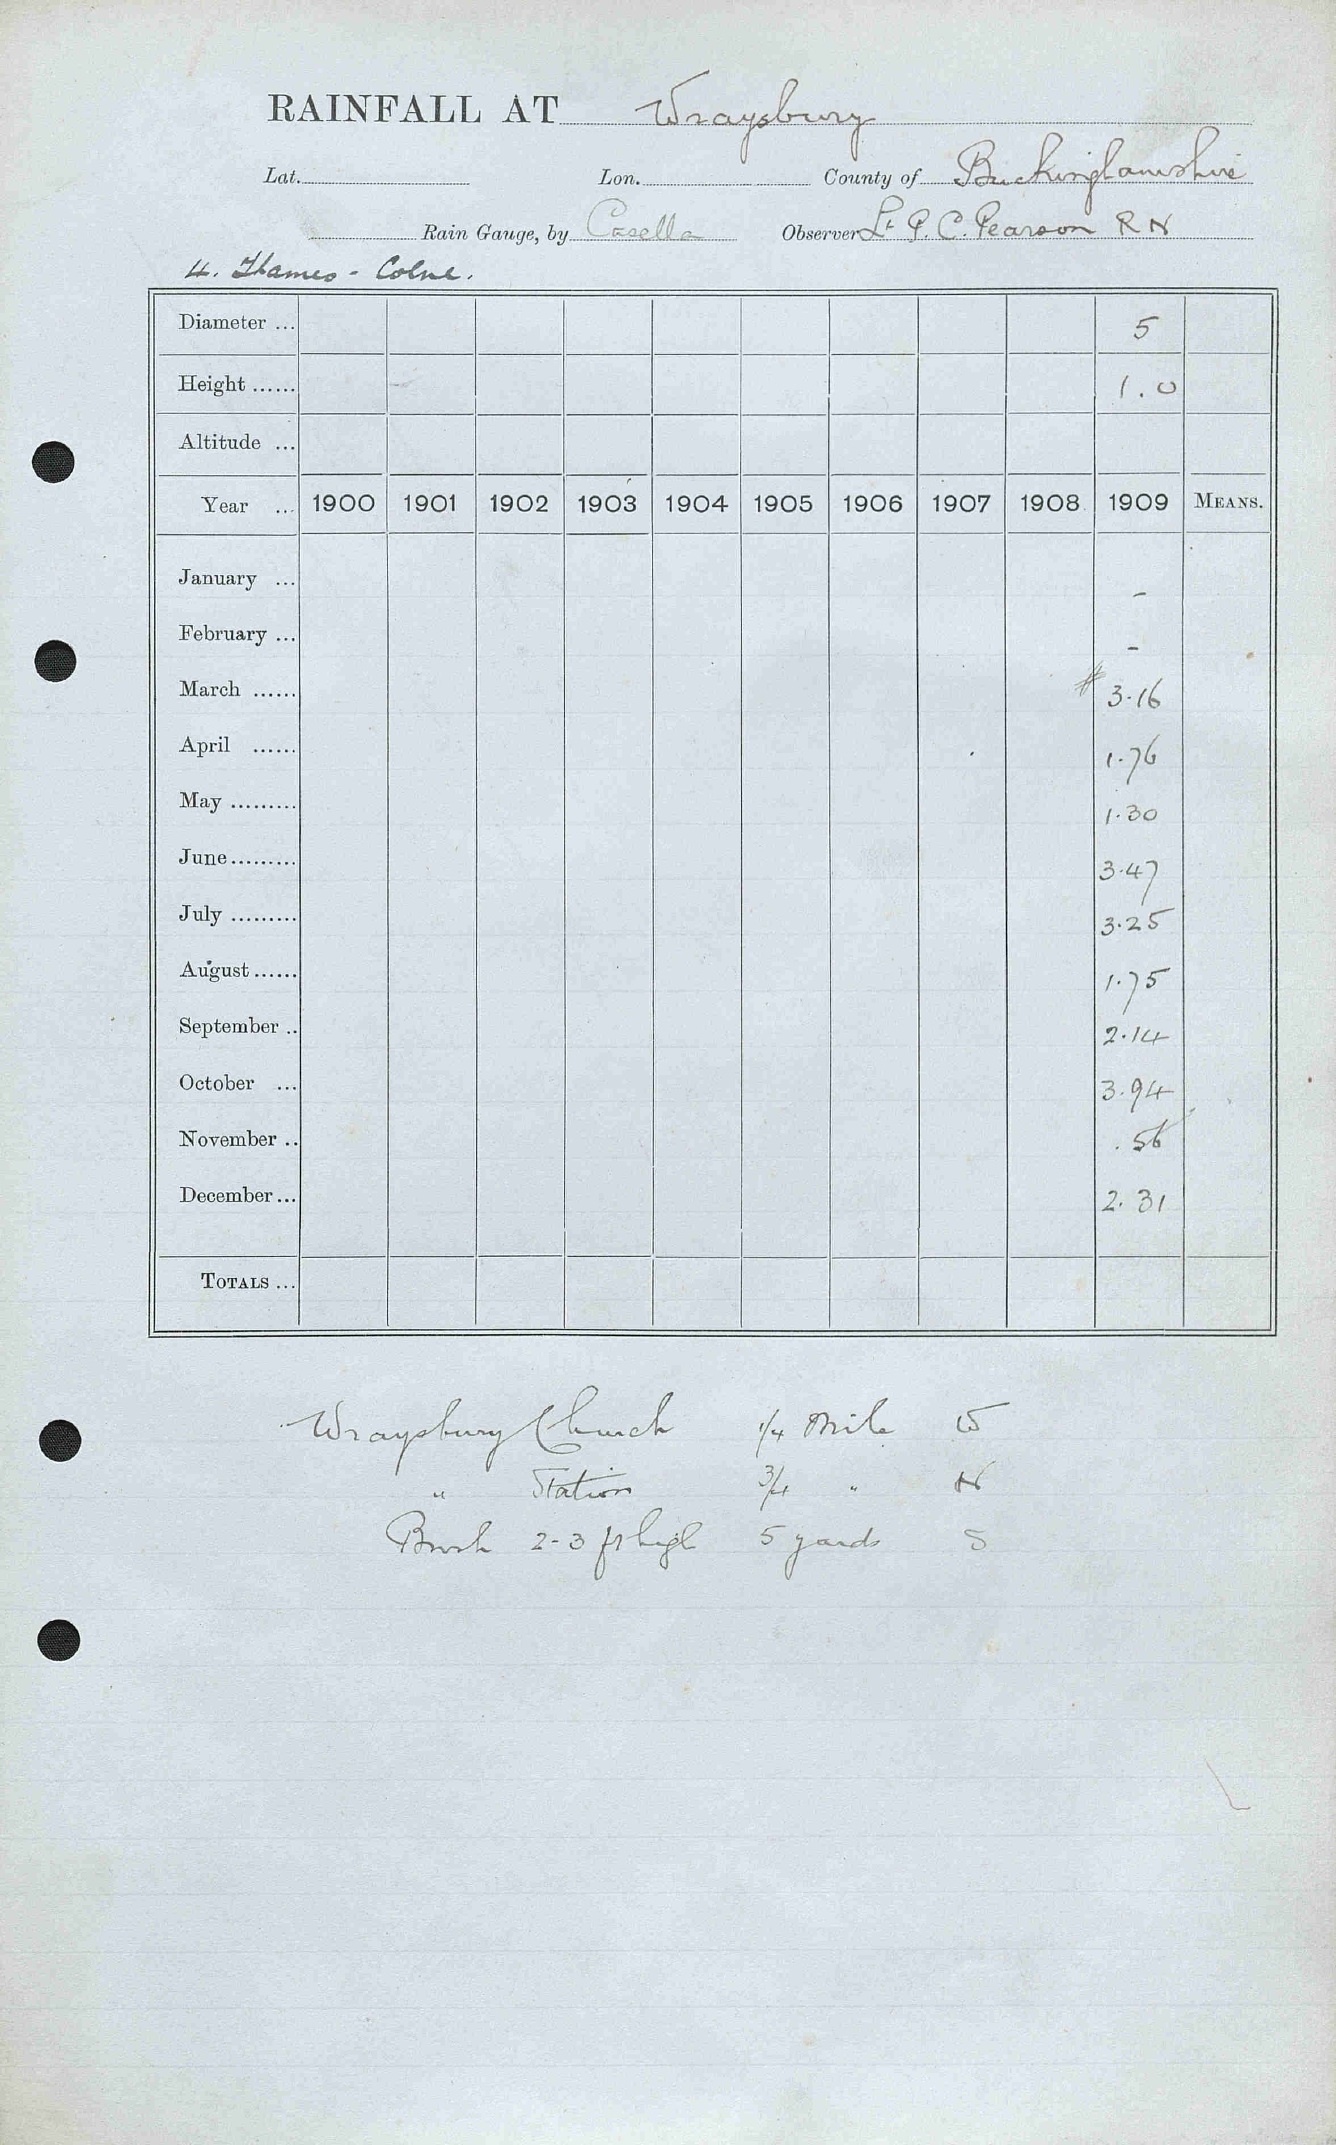 RAINFALL AT Wraysbury
Lat. Lon. County of Buckinghamshire
Rain Gauge, by Casella Observer Lt P. C. Pearson R N
4. Thames - Colne.
Diameter ... 5
Height ...... 1.0
Altitude ...
Year ... 1900 1901 1902 1903 1904 1905 1906 1907 1908 1909 MEANS.
January ... -
February ... -
March ...... # 3.16
April ...... 1.76
May ......... 1.30
June ......... 3.47
July ......... 3.25
August ...... 1.75
September .. 2.14
October ... 3.94
November .. .56
December ... 2.31
TOTALS ...
Wraysbury Church 1/4 Mile W
" Station 3/4 " N
Bush 2-3 ft high 5 yards S